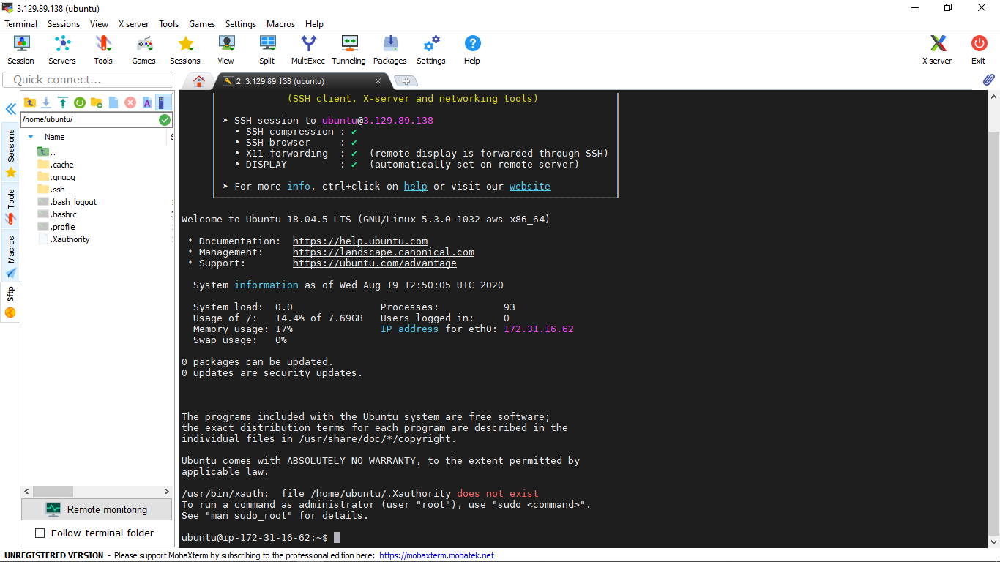 3.129.89.138 (ubuntu)
Terminal Sessions View X server Tools Games Settings Macros Help
Session Servers Tools Games Sessions View Split MultiExec Tunneling Packages Settings Help X server Exit
Quick connect...
2. 3.129.89.138 (ubuntu)
/home/ubuntu/
Name
..
.cache
.gnupg
.ssh
.bash_logout
.bashrc
.profile
.Xauthority
Sessions
Tools
Macros
Sftp
Remote monitoring
Follow terminal folder
(SSH client, X-server and networking tools)
➤ SSH session to ubuntu@3.129.89.138
• SSH compression : ✔
• SSH-browser : ✔
• X11-forwarding : ✔ (remote display is forwarded through SSH)
• DISPLAY : ✔ (automatically set on remote server)
➤ For more info, ctrl+click on help or visit our website
Welcome to Ubuntu 18.04.5 LTS (GNU/Linux 5.3.0-1032-aws x86_64)
* Documentation: https://help.ubuntu.com
* Management: https://landscape.canonical.com
* Support: https://ubuntu.com/advantage
System information as of Wed Aug 19 12:50:05 UTC 2020
System load: 0.0 Processes: 93
Usage of /: 14.4% of 7.69GB Users logged in: 0
Memory usage: 17% IP address for eth0: 172.31.16.62
Swap usage: 0%
0 packages can be updated.
0 updates are security updates.
The programs included with the Ubuntu system are free software;
the exact distribution terms for each program are described in the
individual files in /usr/share/doc/*/copyright.
Ubuntu comes with ABSOLUTELY NO WARRANTY, to the extent permitted by
applicable law.
/usr/bin/xauth: file /home/ubuntu/.Xauthority does not exist
To run a command as administrator (user "root"), use "sudo <command>".
See "man sudo_root" for details.
ubuntu@ip-172-31-16-62:~$
UNREGISTERED VERSION - Please support MobaXterm by subscribing to the professional edition here: https://mobaxterm.mobatek.net